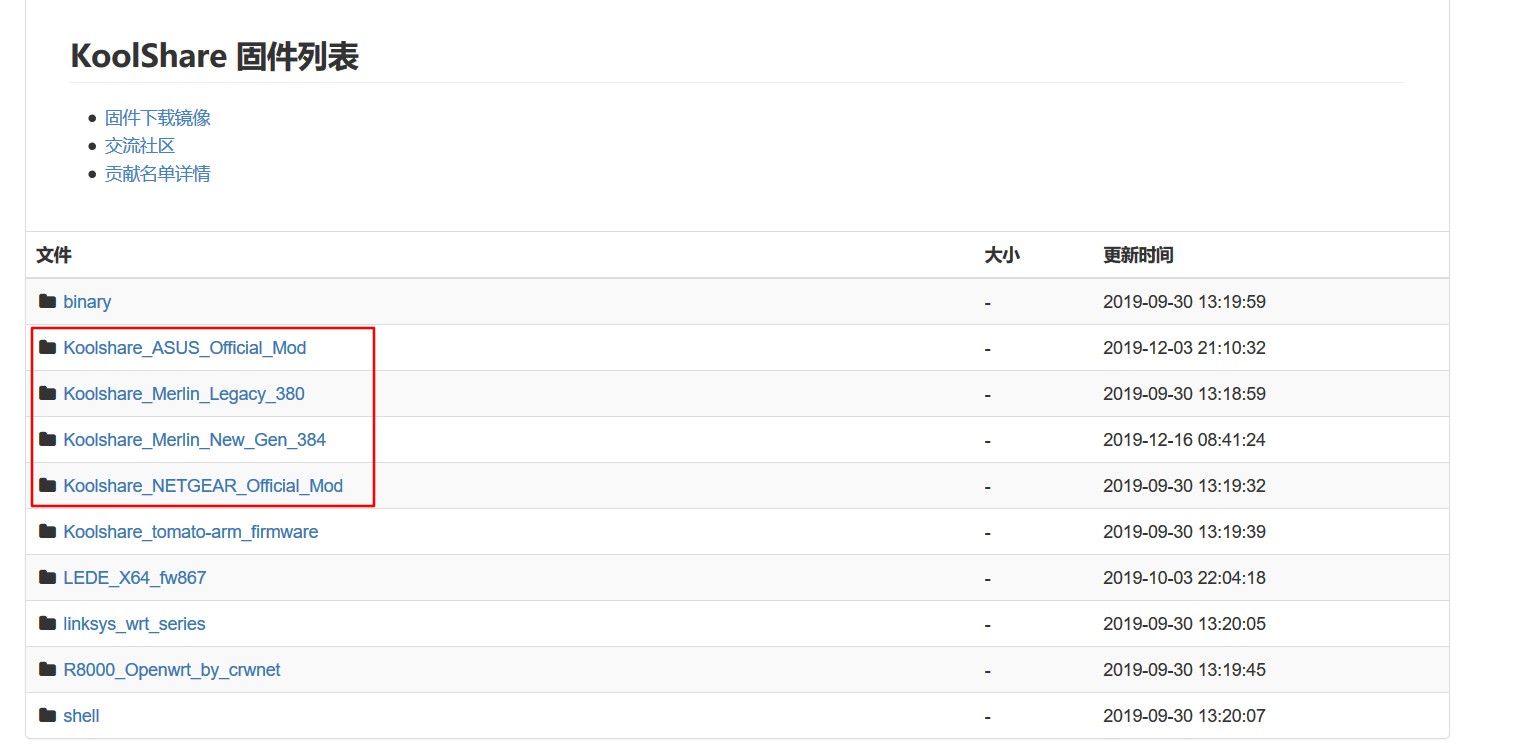 KoolShare 固件列表
固件下载镜像
交流社区
贡献名单详情
文件 大小 更新时间
binary - 2019-09-30 13:19:59
Koolshare_ASUS_Official_Mod - 2019-12-03 21:10:32
Koolshare_Merlin_Legacy_380 - 2019-09-30 13:18:59
Koolshare_Merlin_New_Gen_384 - 2019-12-16 08:41:24
Koolshare_NETGEAR_Official_Mod - 2019-09-30 13:19:32
Koolshare_tomato-arm_firmware - 2019-09-30 13:19:39
LEDE_X64_fw867 - 2019-10-03 22:04:18
linksys_wrt_series - 2019-09-30 13:20:05
R8000_Openwrt_by_crwnet - 2019-09-30 13:19:45
shell - 2019-09-30 13:20:07